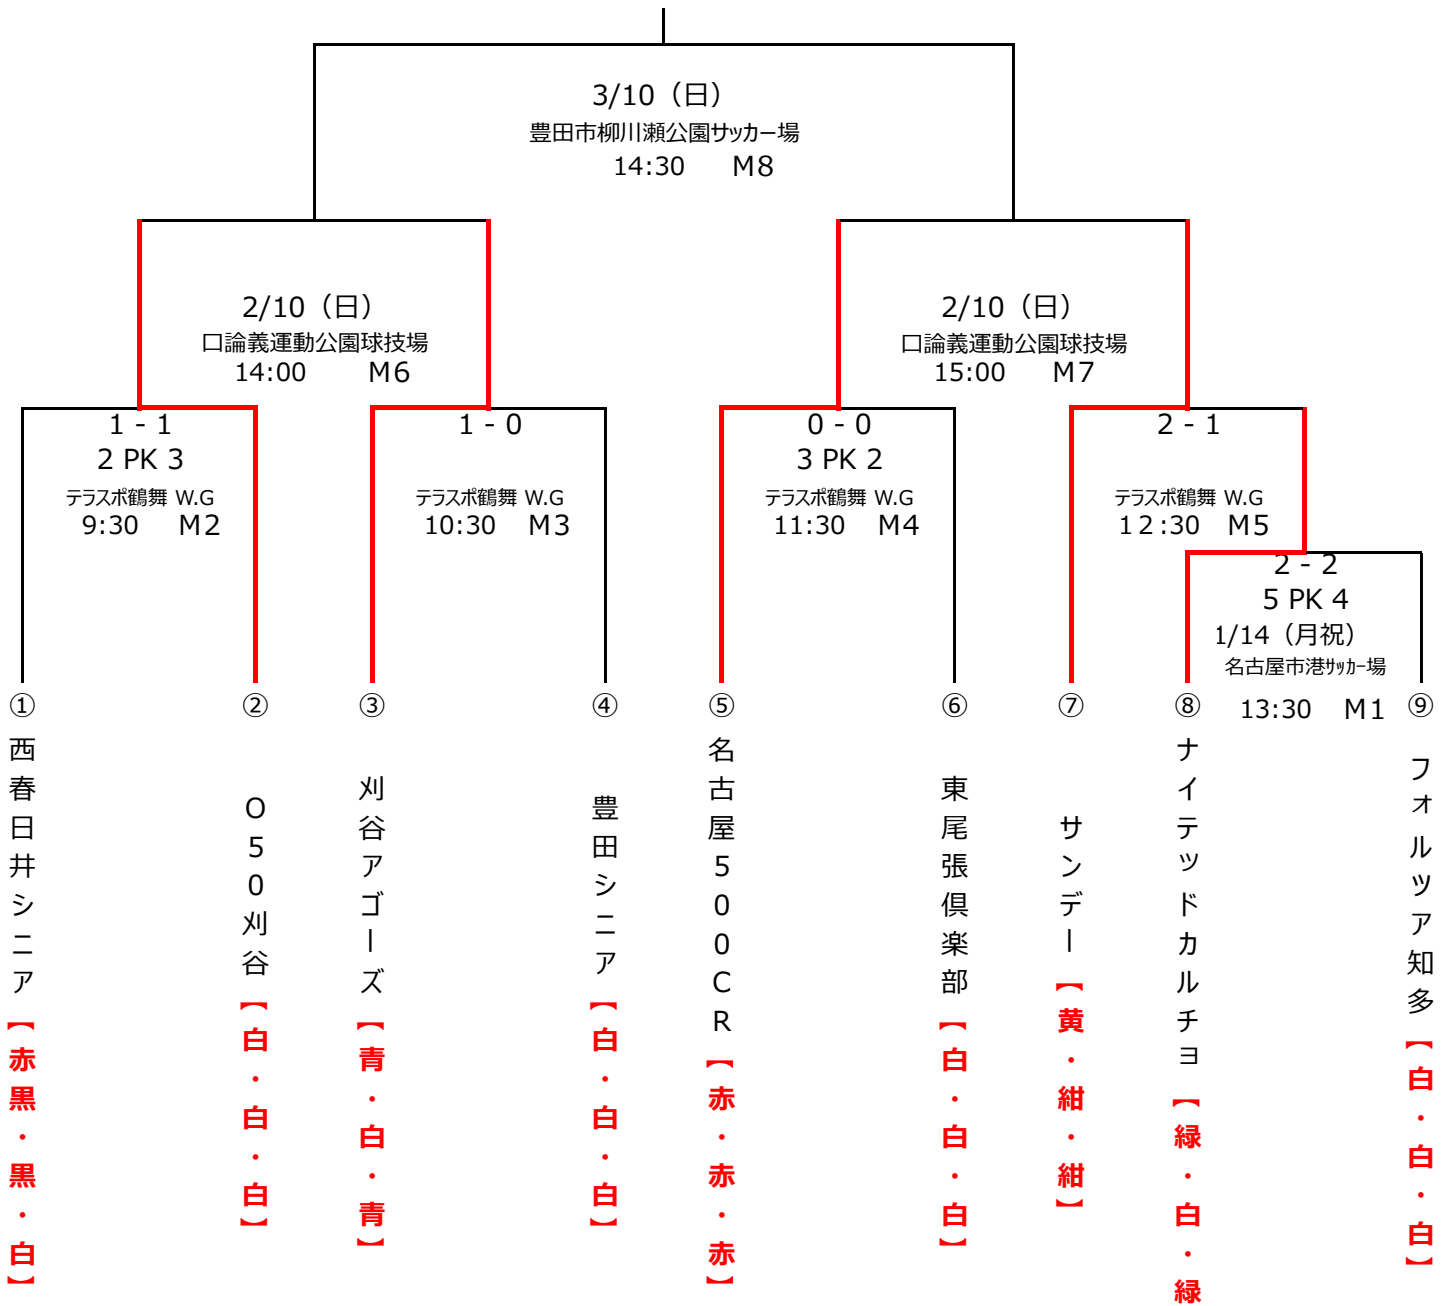 3/10（日）
豊田市柳川瀬公園サッカー場
14:30 M8
2/10（日）
口論義運動公園球技場
14:00 M6
2/10（日）
口論義運動公園球技場
15:00 M7
1 - 1
2 PK 3
テラスポ鶴舞 W.G
9:30 M2
1 - 0
テラスポ鶴舞 W.G
10:30 M3
0 - 0
3 PK 2
テラスポ鶴舞 W.G
11:30 M4
2 - 1
テラスポ鶴舞 W.G
１２:30 M5
2 - 2
5 PK 4
1/14（月祝）
名古屋市港サッカー場
13:30 M1
①
西春日井シニア【赤黒・黒・白】
②
O50刈谷【白・白・白】
③
刈谷アゴーズ【青・白・青】
④
豊田シニア【白・白・白】
⑤
名古屋500CR【赤・赤・赤】
⑥
東尾張倶楽部【白・白・白】
⑦
サンデー【黄・紺・紺】
⑧
ナイテッドカルチョ【緑・白・緑
⑨
フォルツア知多【白・白・白】